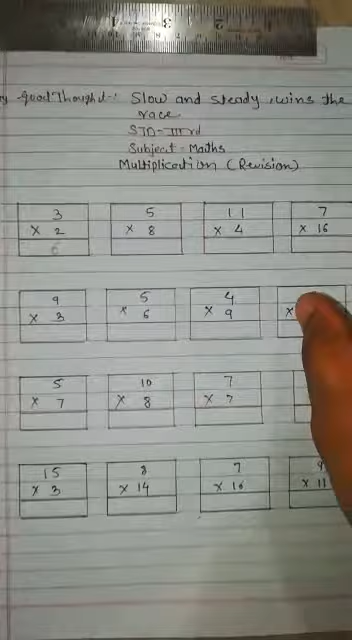 Good Thought :- Slow and steady wins the
race
STD - IIIrd
Subject - Maths
Multiplication (Revision)
3 5 11 7
× 2 × 8 × 4 × 16
6
9 5 4
× 3 × 6 × 9 ×
5 10 7
× 7 × 8 × 7
15 8 7 9
× 3 × 14 × 16 × 11